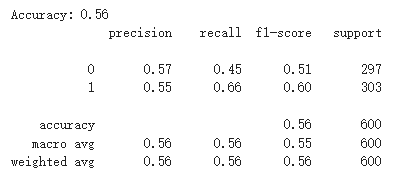 Accuracy: 0.56
precision recall f1-score support
0 0.57 0.45 0.51 297
1 0.55 0.66 0.60 303
accuracy 0.56 600
macro avg 0.56 0.56 0.55 600
weighted avg 0.56 0.56 0.56 600